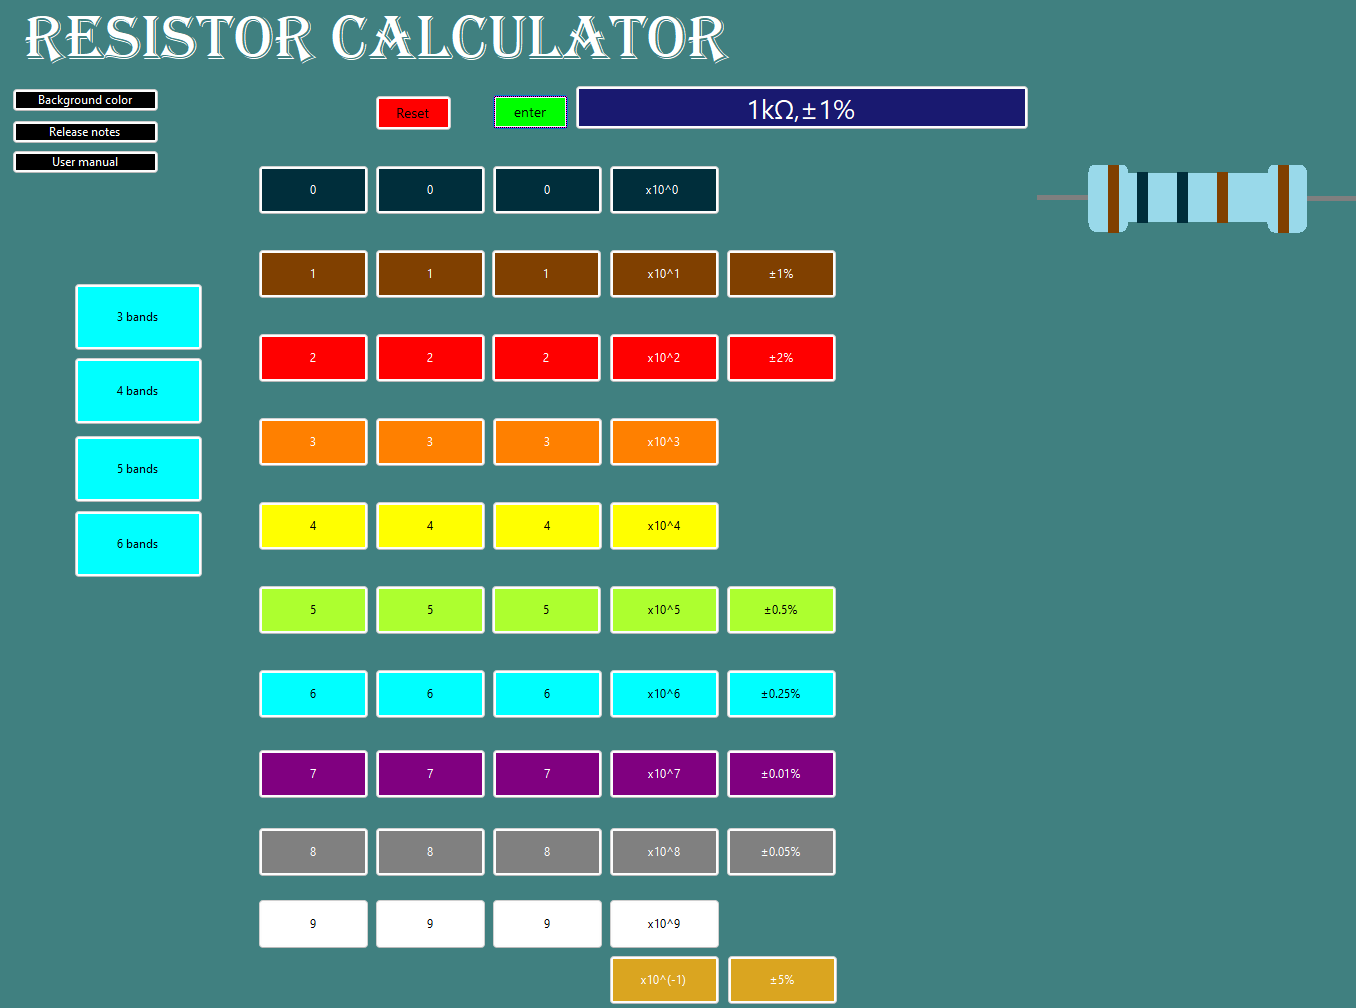 RESISTOR CALCULATOR
Background color
Release notes
User manual
Reset
enter
1kΩ,±1%
0 0 0 x10^0
1 1 1 x10^1 ±1%
2 2 2 x10^2 ±2%
3 3 3 x10^3
4 4 4 x10^4
5 5 5 x10^5 ±0.5%
6 6 6 x10^6 ±0.25%
7 7 7 x10^7 ±0.01%
8 8 8 x10^8 ±0.05%
9 9 9 x10^9
x10^(-1) ±5%
3 bands
4 bands
5 bands
6 bands